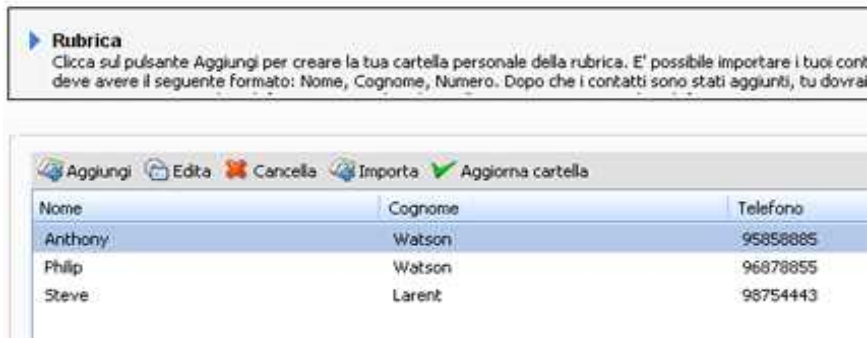 Rubrica
Clicca sul pulsante Aggiungi per creare la tua cartella personale della rubrica. E' possibile importare i tuoi
deve avere il seguente formato: Nome, Cognome, Numero. Dopo che i contatti sono stati aggiunti, tu dovrai
Aggiungi Edita Cancella Importa Aggiorna cartella
Nome Cognome Telefono
Anthony Watson 95858885
Philip Watson 96878855
Steve Larent 98754443